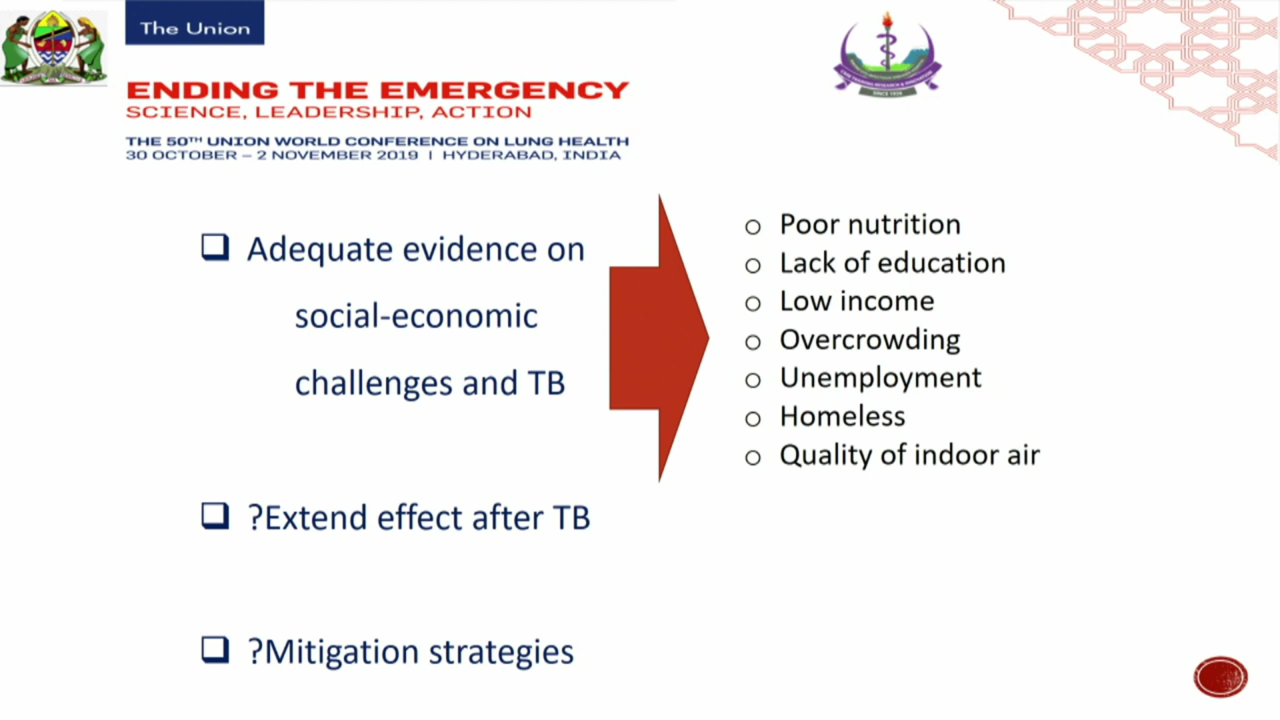 The Union
ENDING THE EMERGENCY
SCIENCE, LEADERSHIP, ACTION
THE 50TH UNION WORLD CONFERENCE ON LUNG HEALTH
30 OCTOBER – 2 NOVEMBER 2019 | HYDERABAD, INDIA
❑ Adequate evidence on
social-economic
challenges and TB
❑ ?Extend effect after TB
❑ ?Mitigation strategies
o Poor nutrition
o Lack of education
o Low income
o Overcrowding
o Unemployment
o Homeless
o Quality of indoor air